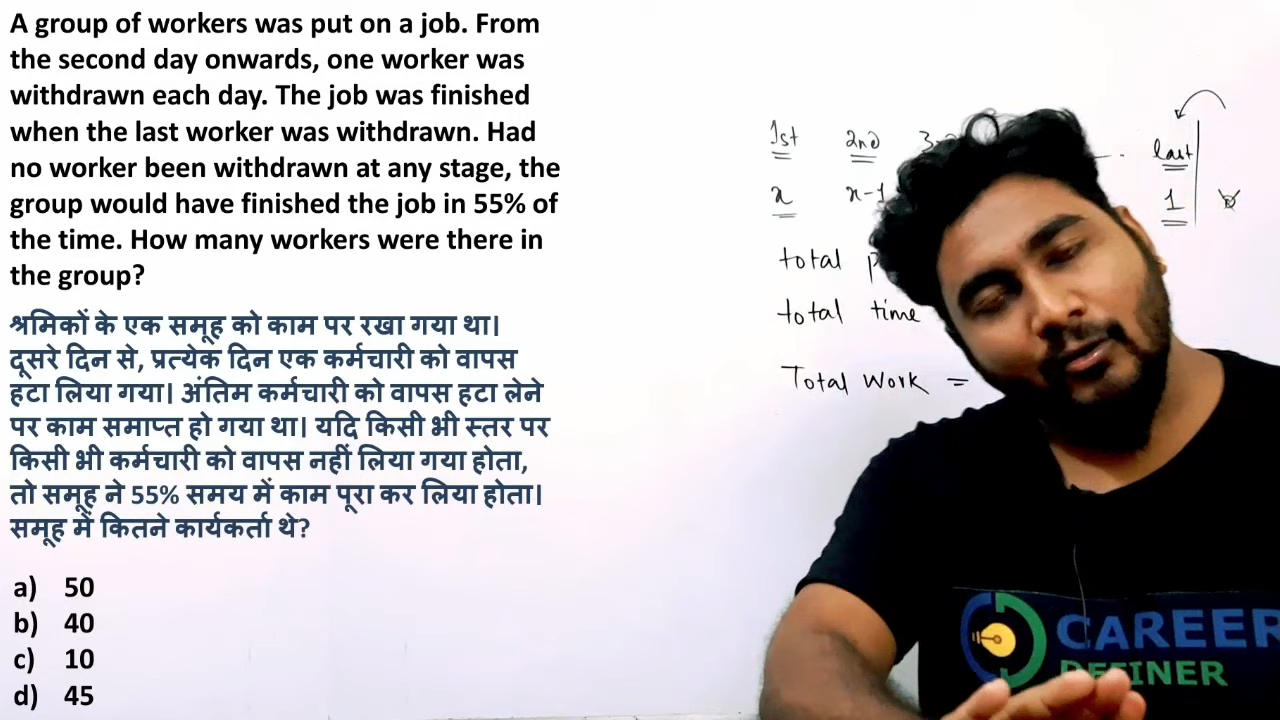 A group of workers was put on a job. From
the second day onwards, one worker was
withdrawn each day. The job was finished
when the last worker was withdrawn. Had
no worker been withdrawn at any stage, the
group would have finished the job in 55% of
the time. How many workers were there in
the group?
श्रमिकों के एक समूह को काम पर रखा गया था।
दूसरे दिन से, प्रत्येक दिन एक कर्मचारी को वापस
हटा लिया गया। अंतिम कर्मचारी को वापस हटा लेने
पर काम समाप्त हो गया था। यदि किसी भी स्तर पर
किसी भी कर्मचारी को वापस नहीं लिया गया होता,
तो समूह ने 55% समय में काम पूरा कर लिया होता।
समूह में कितने कार्यकर्ता थे?
a) 50
b) 40
c) 10
d) 45
1st 2nd last
x x-1 1
total
total time
Total Work =
CAREER
DEFINER